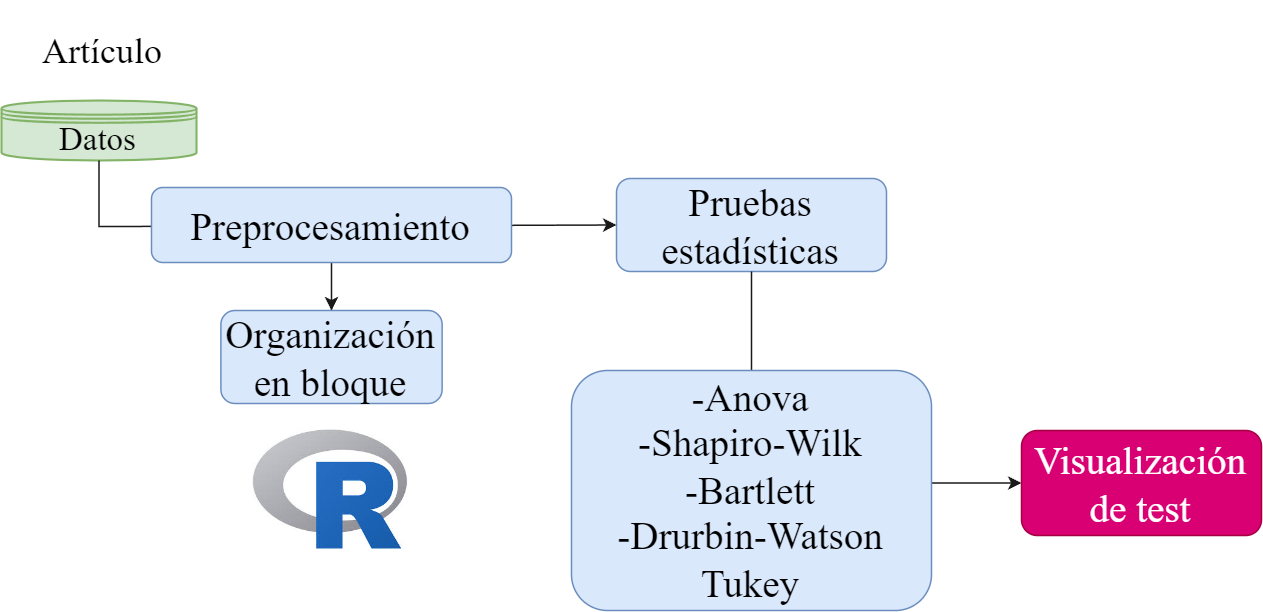 Artículo
Datos
Preprocesamiento
Pruebas
estadísticas
Organización
en bloque
R
-Anova
-Shapiro-Wilk
-Bartlett
-Drurbin-Watson
Tukey
Visualización
de test